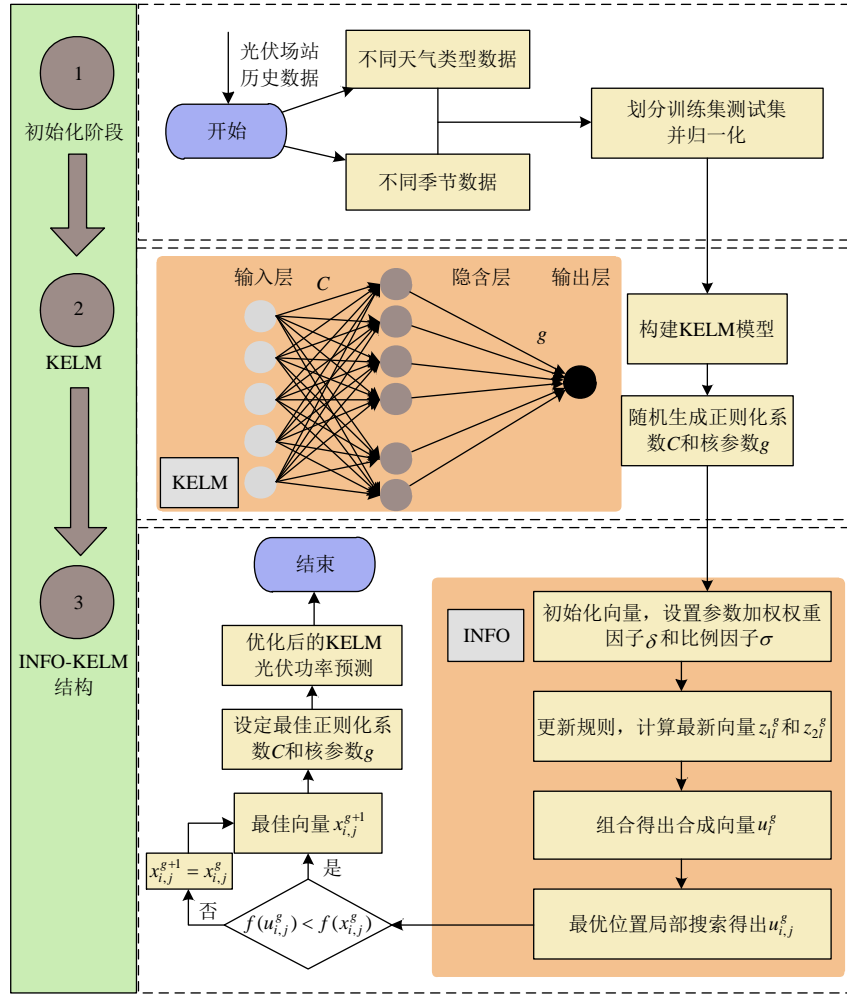 1
初始化阶段
2
KELM
3
INFO-KELM
结构
光伏场站
历史数据
开始
不同天气类型数据
不同季节数据
划分训练集测试集
并归一化
输入层
C
隐含层
输出层
g
KELM
构建KELM模型
随机生成正则化系
数C和核参数g
INFO
初始化向量，设置参数加权权重
因子δ和比例因子σ
更新规则，计算最新向量 z_{1l}^{g} 和 z_{2l}^{g}
组合得出合成向量 u_{l}^{g}
最优位置局部搜索得出 u_{i,j}^{g}
f(u_{i,j}^{g}) < f(x_{i,j}^{g})
是
否
x_{i,j}^{g+1} = x_{i,j}^{g}
最佳向量 x_{i,j}^{g+1}
设定最佳正则化系
数C和核参数g
优化后的KELM
光伏功率预测
结束